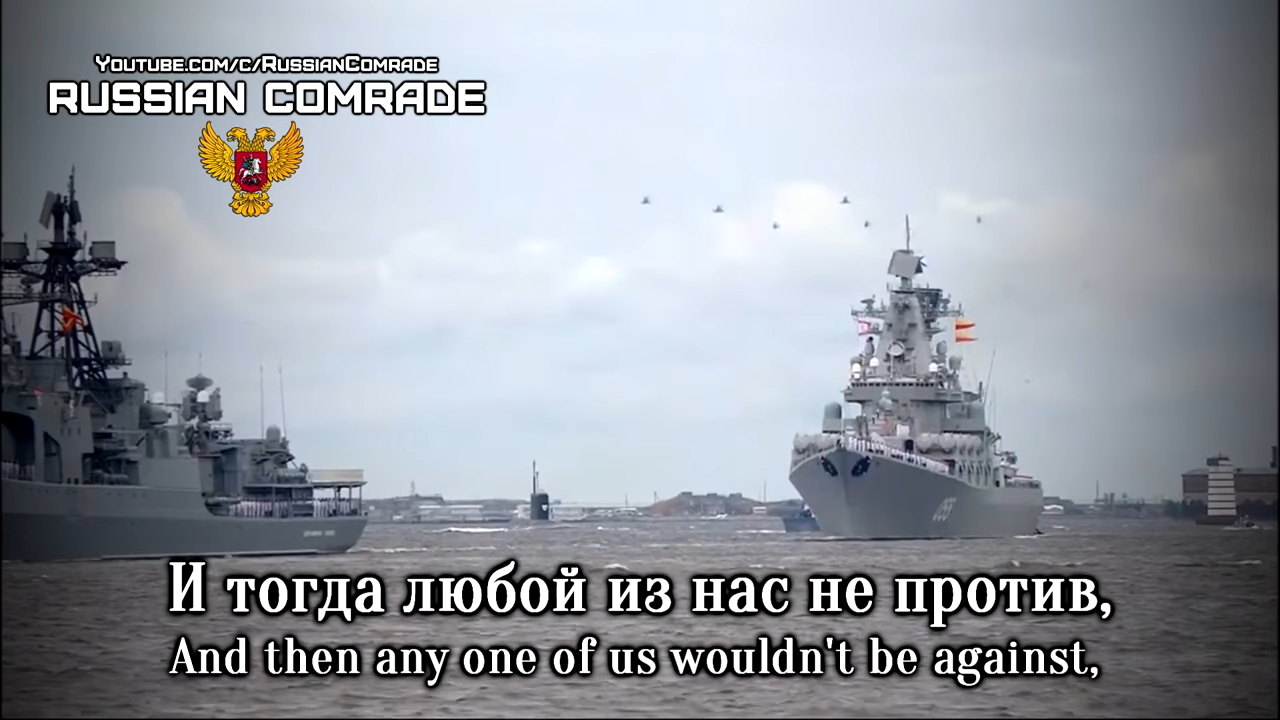 Youtube.com/c/RussianComrade
RUSSIAN COMRADE
055
И тогда любой из нас не против,
And then any one of us wouldn't be against,